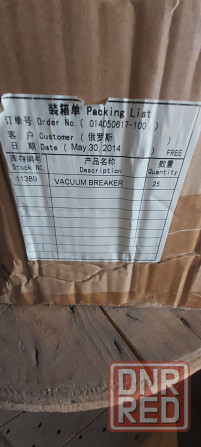 装箱单 Packing List
订单号 Order No ( 014050617-100 )
客 户 Customer ( 俄罗斯 )
日 期 Date ( May 30, 2014 ) FREE
库存编号 产品名称 数量
Stock NO. Description Quantity
11389 VACUUM BREAKER 25
DNR
RED